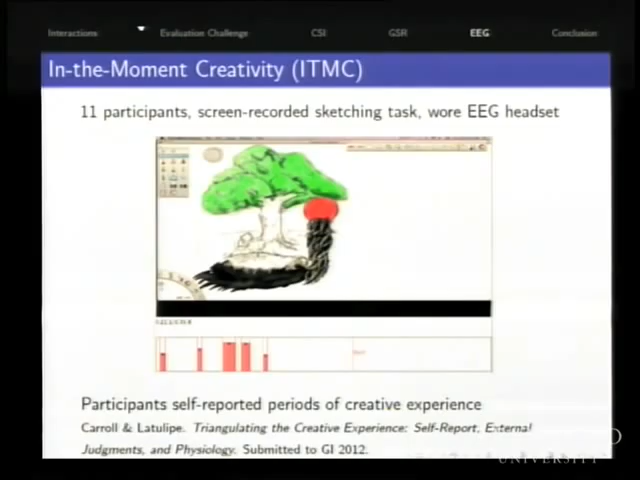 Interactions Evaluation Challenge CSI GSR EEG Conclusion
In-the-Moment Creativity (ITMC)
11 participants, screen-recorded sketching task, wore EEG headset
Participants self-reported periods of creative experience
Carroll & Latulipe. Triangulating the Creative Experience: Self-Report, External
Judgments, and Physiology. Submitted to GI 2012.
UNIVERSITY